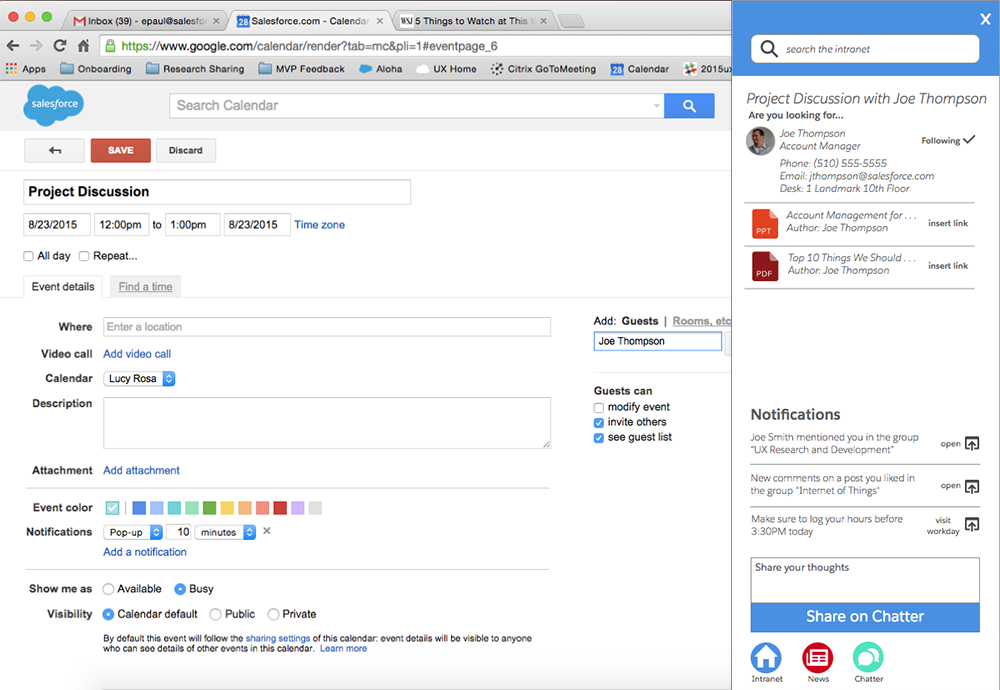 Inbox (39) - epaul@salesfo
Salesforce.com - Calendar
WSJ 5 Things to Watch at This W
https://www.google.com/calendar/render?tab=mc&pli=1#eventpage_6
Apps Onboarding Research Sharing MVP Feedback Aloha UX Home Citrix GoToMeeting 28 Calendar 2015ux
salesforce
Search Calendar
SAVE Discard
Project Discussion
8/23/2015 12:00pm to 1:00pm 8/23/2015 Time zone
All day Repeat...
Event details Find a time
Where Enter a location
Video call Add video call
Calendar Lucy Rosa
Description
Attachment Add attachment
Event color
Notifications Pop-up 10 minutes ×
Add a notification
Show me as Available Busy
Visibility Calendar default Public Private
By default this event will follow the sharing settings of this calendar: event details will be visible to anyone
who can see details of other events in this calendar. Learn more
Add: Guests | Rooms, etc
Joe Thompson
Guests can
modify event
invite others
see guest list
X
search the intranet
Project Discussion with Joe Thompson
Are you looking for...
Joe Thompson
Account Manager
Following
Phone: (510) 555-5555
Email: jthompson@salesforce.com
Desk: 1 Landmark 10th Floor
PPT
Account Management for . . .
Author: Joe Thompson
insert link
PDF
Top 10 Things We Should . . .
Author: Joe Thompson
insert link
Notifications
Joe Smith mentioned you in the group
"UX Research and Development"
open
New comments on a post you liked in
the group "Internet of Things"
open
Make sure to log your hours before
3:30PM today
visit
workday
Share your thoughts
Share on Chatter
Intranet News Chatter